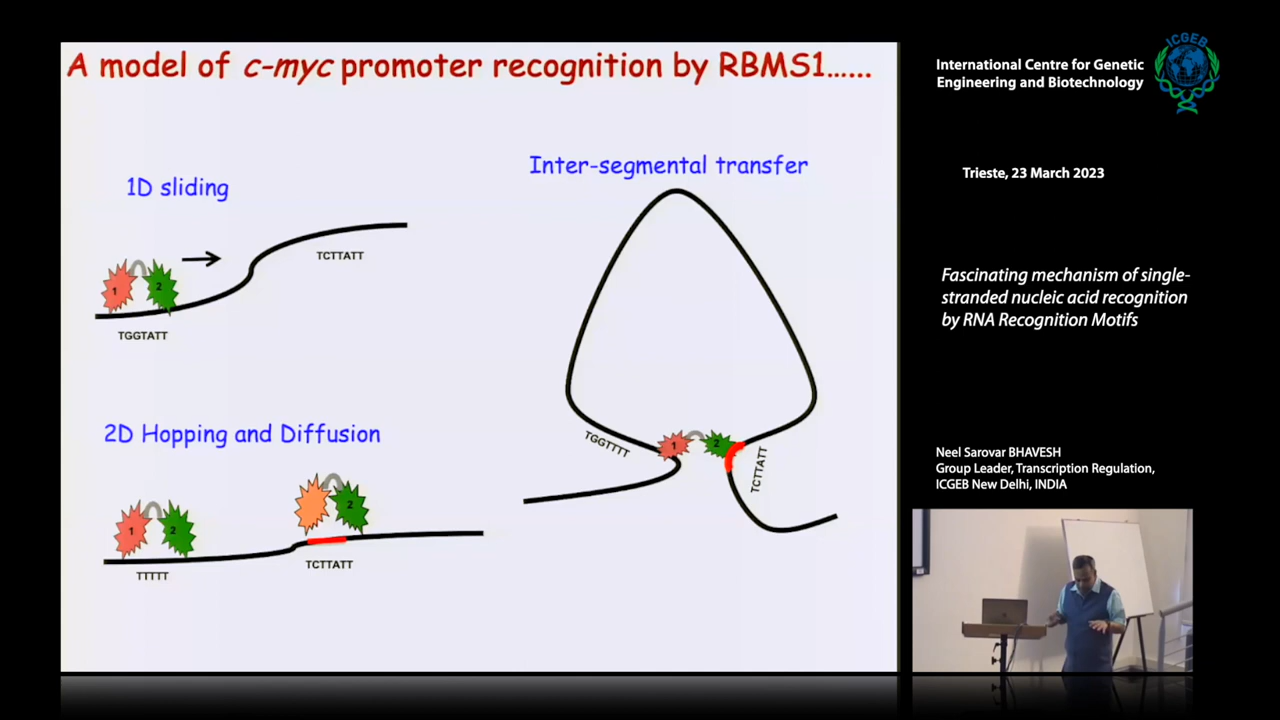 A model of c-myc promoter recognition by RBMS1......
1D sliding
TCTTATT
1
2
TGGTATT
2D Hopping and Diffusion
1
2
2
TTTTT
TCTTATT
Inter-segmental transfer
TGGTTTT
1
2
TCTTATT
ICGEB
International Centre for Genetic
Engineering and Biotechnology
Trieste, 23 March 2023
Fascinating mechanism of single-
stranded nucleic acid recognition
by RNA Recognition Motifs
Neel Sarovar BHAVESH
Group Leader, Transcription Regulation,
ICGEB New Delhi, INDIA